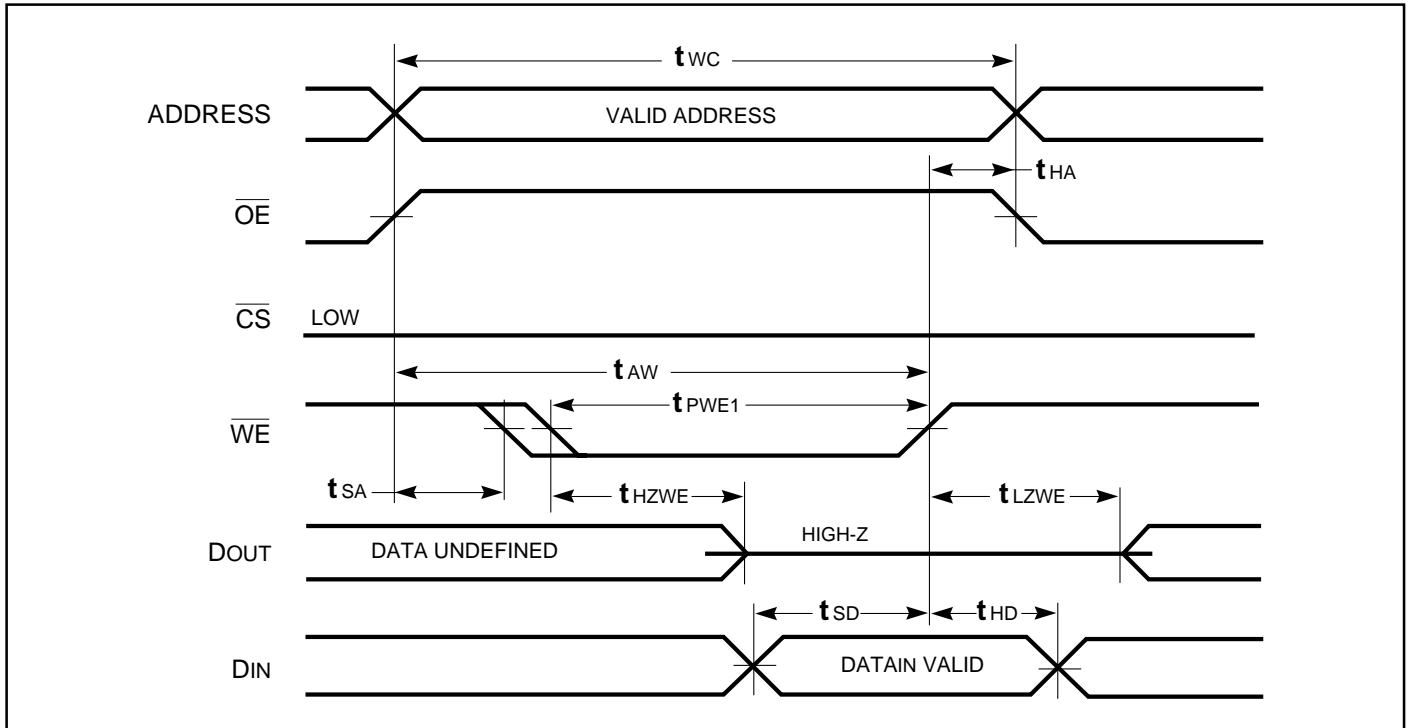 tWC
ADDRESS
VALID ADDRESS
tHA
OE
CS
LOW
tAW
tPWE1
WE
tSA
tHZWE
tLZWE
HIGH-Z
DOUT
DATA UNDEFINED
tSD
tHD
DIN
DATAIN VALID